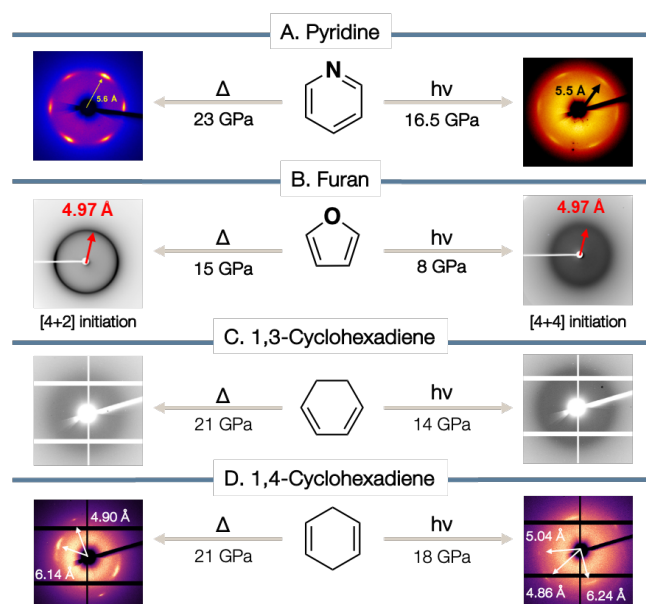 A. Pyridine
5.6 Å
Δ
23 GPa
N
hν
16.5 GPa
5.5 Å
B. Furan
4.97 Å
Δ
15 GPa
O
hν
8 GPa
4.97 Å
[4+2] initiation
[4+4] initiation
C. 1,3-Cyclohexadiene
Δ
21 GPa
hν
14 GPa
D. 1,4-Cyclohexadiene
4.90 Å
6.14 Å
Δ
21 GPa
hν
18 GPa
5.04 Å
4.86 Å
6.24 Å